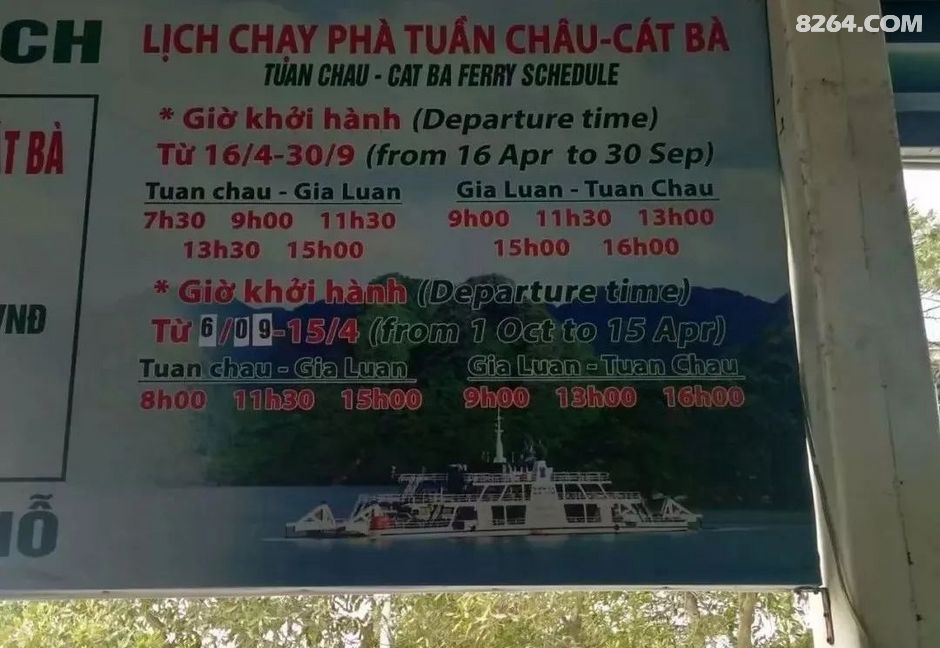 8264.COM
CH
LỊCH CHẠY PHÀ TUẦN CHÂU-CÁT BÀ
TUAN CHAU - CAT BA FERRY SCHEDULE
* Giờ khởi hành (Departure time)
ÁT BÀ
Từ 16/4-30/9 (from 16 Apr to 30 Sep)
Tuan chau - Gia Luan Gia Luan - Tuan Chau
7h30 9h00 11h30 9h00 11h30 13h00
13h30 15h00 15h00 16h00
* Giờ khởi hành (Departure time)
VNĐ
Từ 6/09-15/4 (from 1 Oct to 15 Apr)
Tuan chau - Gia Luan Gia Luan - Tuan Chau
8h00 11h30 15h00 9h00 13h00 16h00
HỖ